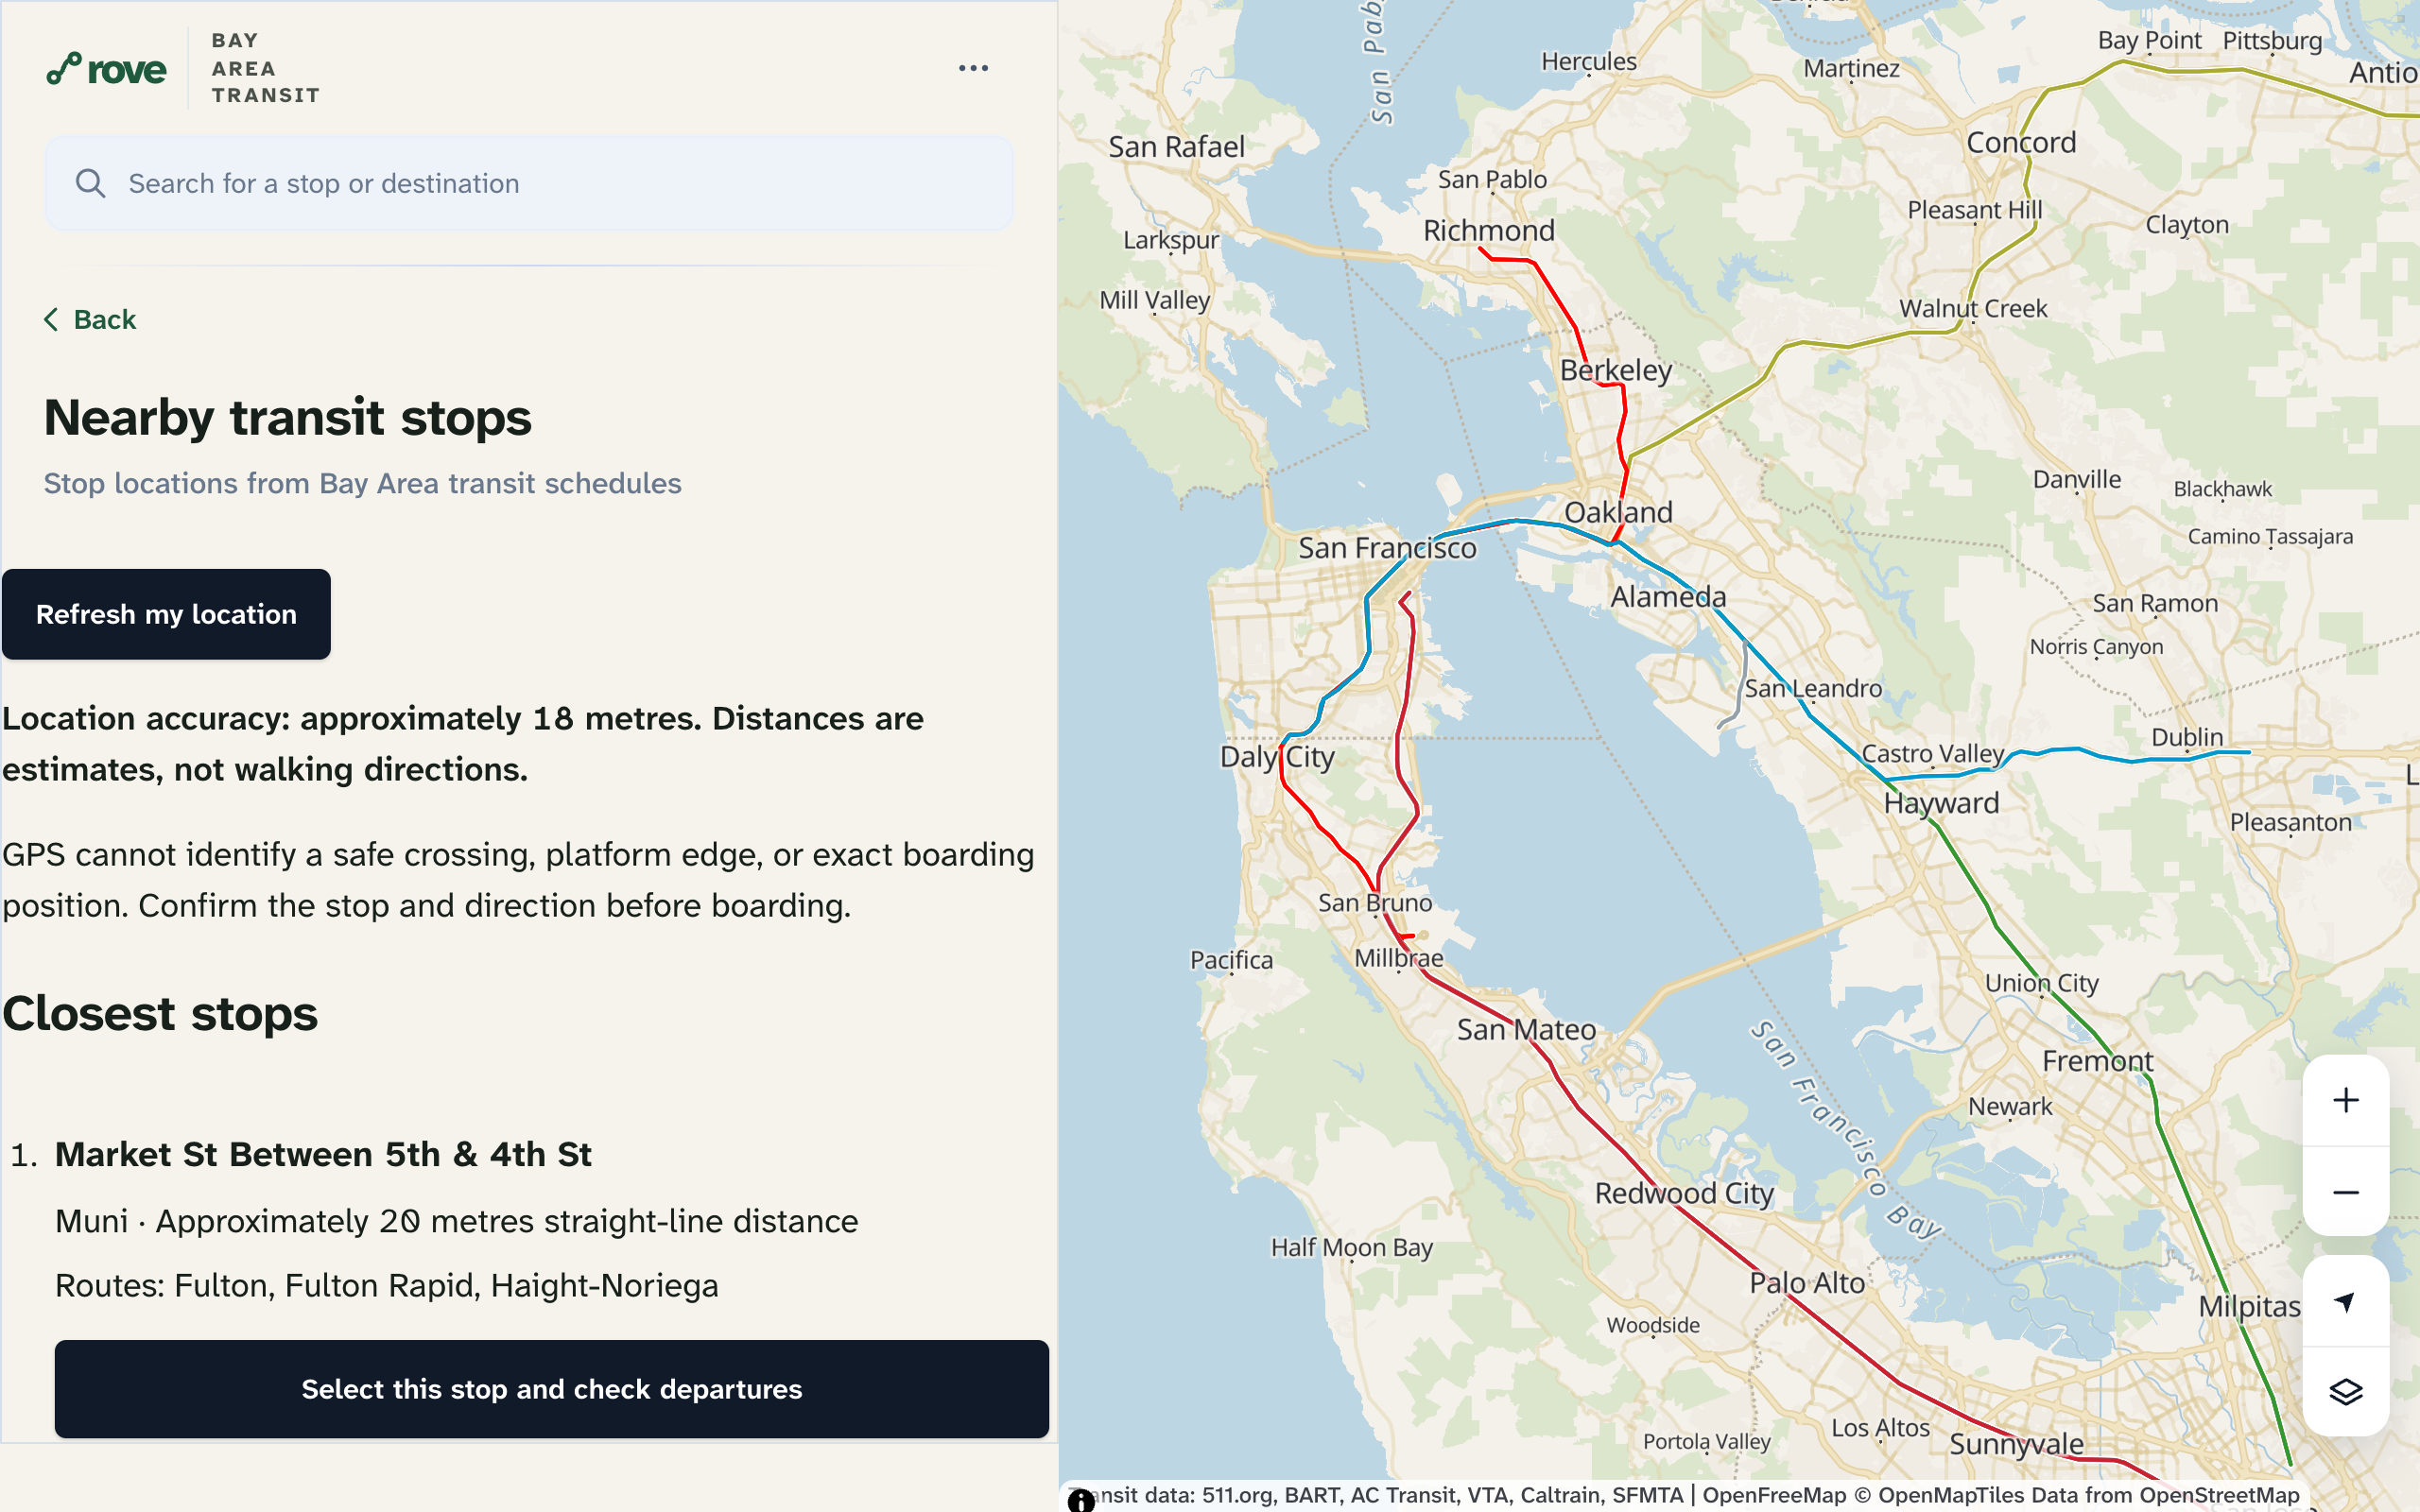 rove
BAY
AREA
TRANSIT
Search for a stop or destination
Back
Nearby transit stops
Stop locations from Bay Area transit schedules
Refresh my location
Location accuracy: approximately 18 metres. Distances are
estimates, not walking directions.
GPS cannot identify a safe crossing, platform edge, or exact boarding
position. Confirm the stop and direction before boarding.
Closest stops
1. Market St Between 5th & 4th St
Muni · Approximately 20 metres straight-line distance
Routes: Fulton, Fulton Rapid, Haight-Noriega
Select this stop and check departures
San Pab
Hercules
Martinez
Bay Point
Pittsburg
Antio
San Rafael
Concord
San Pablo
Richmond
Pleasant Hill
Clayton
Larkspur
Mill Valley
Walnut Creek
Berkeley
Danville
Blackhawk
Oakland
Camino Tassajara
San Francisco
Alameda
San Ramon
Norris Canyon
San Leandro
Dublin
Daly City
Castro Valley
L
Hayward
Pleasanton
San Bruno
Pacifica
Millbrae
Union City
San Mateo
San Francisco Bay
Fremont
Newark
Redwood City
Half Moon Bay
Palo Alto
Milpitas
Woodside
Los Altos
Portola Valley
Sunnyvale
ansit data: 511.org, BART, AC Transit, VTA, Caltrain, SFMTA | OpenFreeMap © OpenMapTiles Data from OpenStreetMap